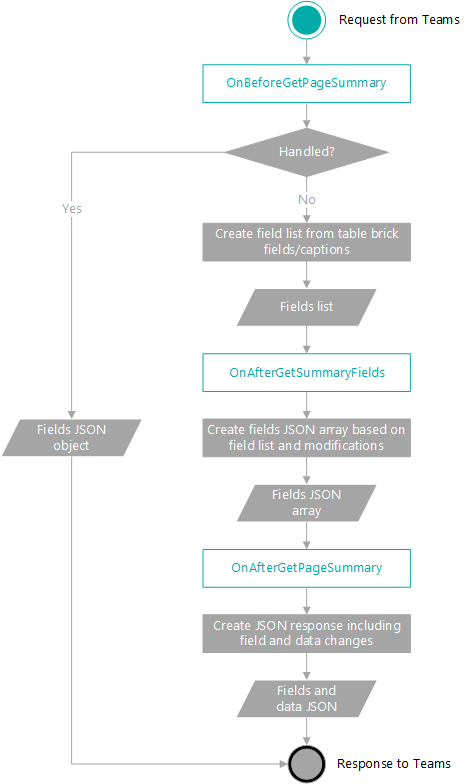 Request from Teams
OnBeforeGetPageSummary
Handled?
Yes
No
Create field list from table brick
fields/captions
Fields list
OnAfterGetSummaryFields
Fields JSON
object
Create fields JSON array based on
field list and modifications
Fields JSON
array
OnAfterGetPageSummary
Create JSON response including
field and data changes
Fields and
data JSON
Response to Teams